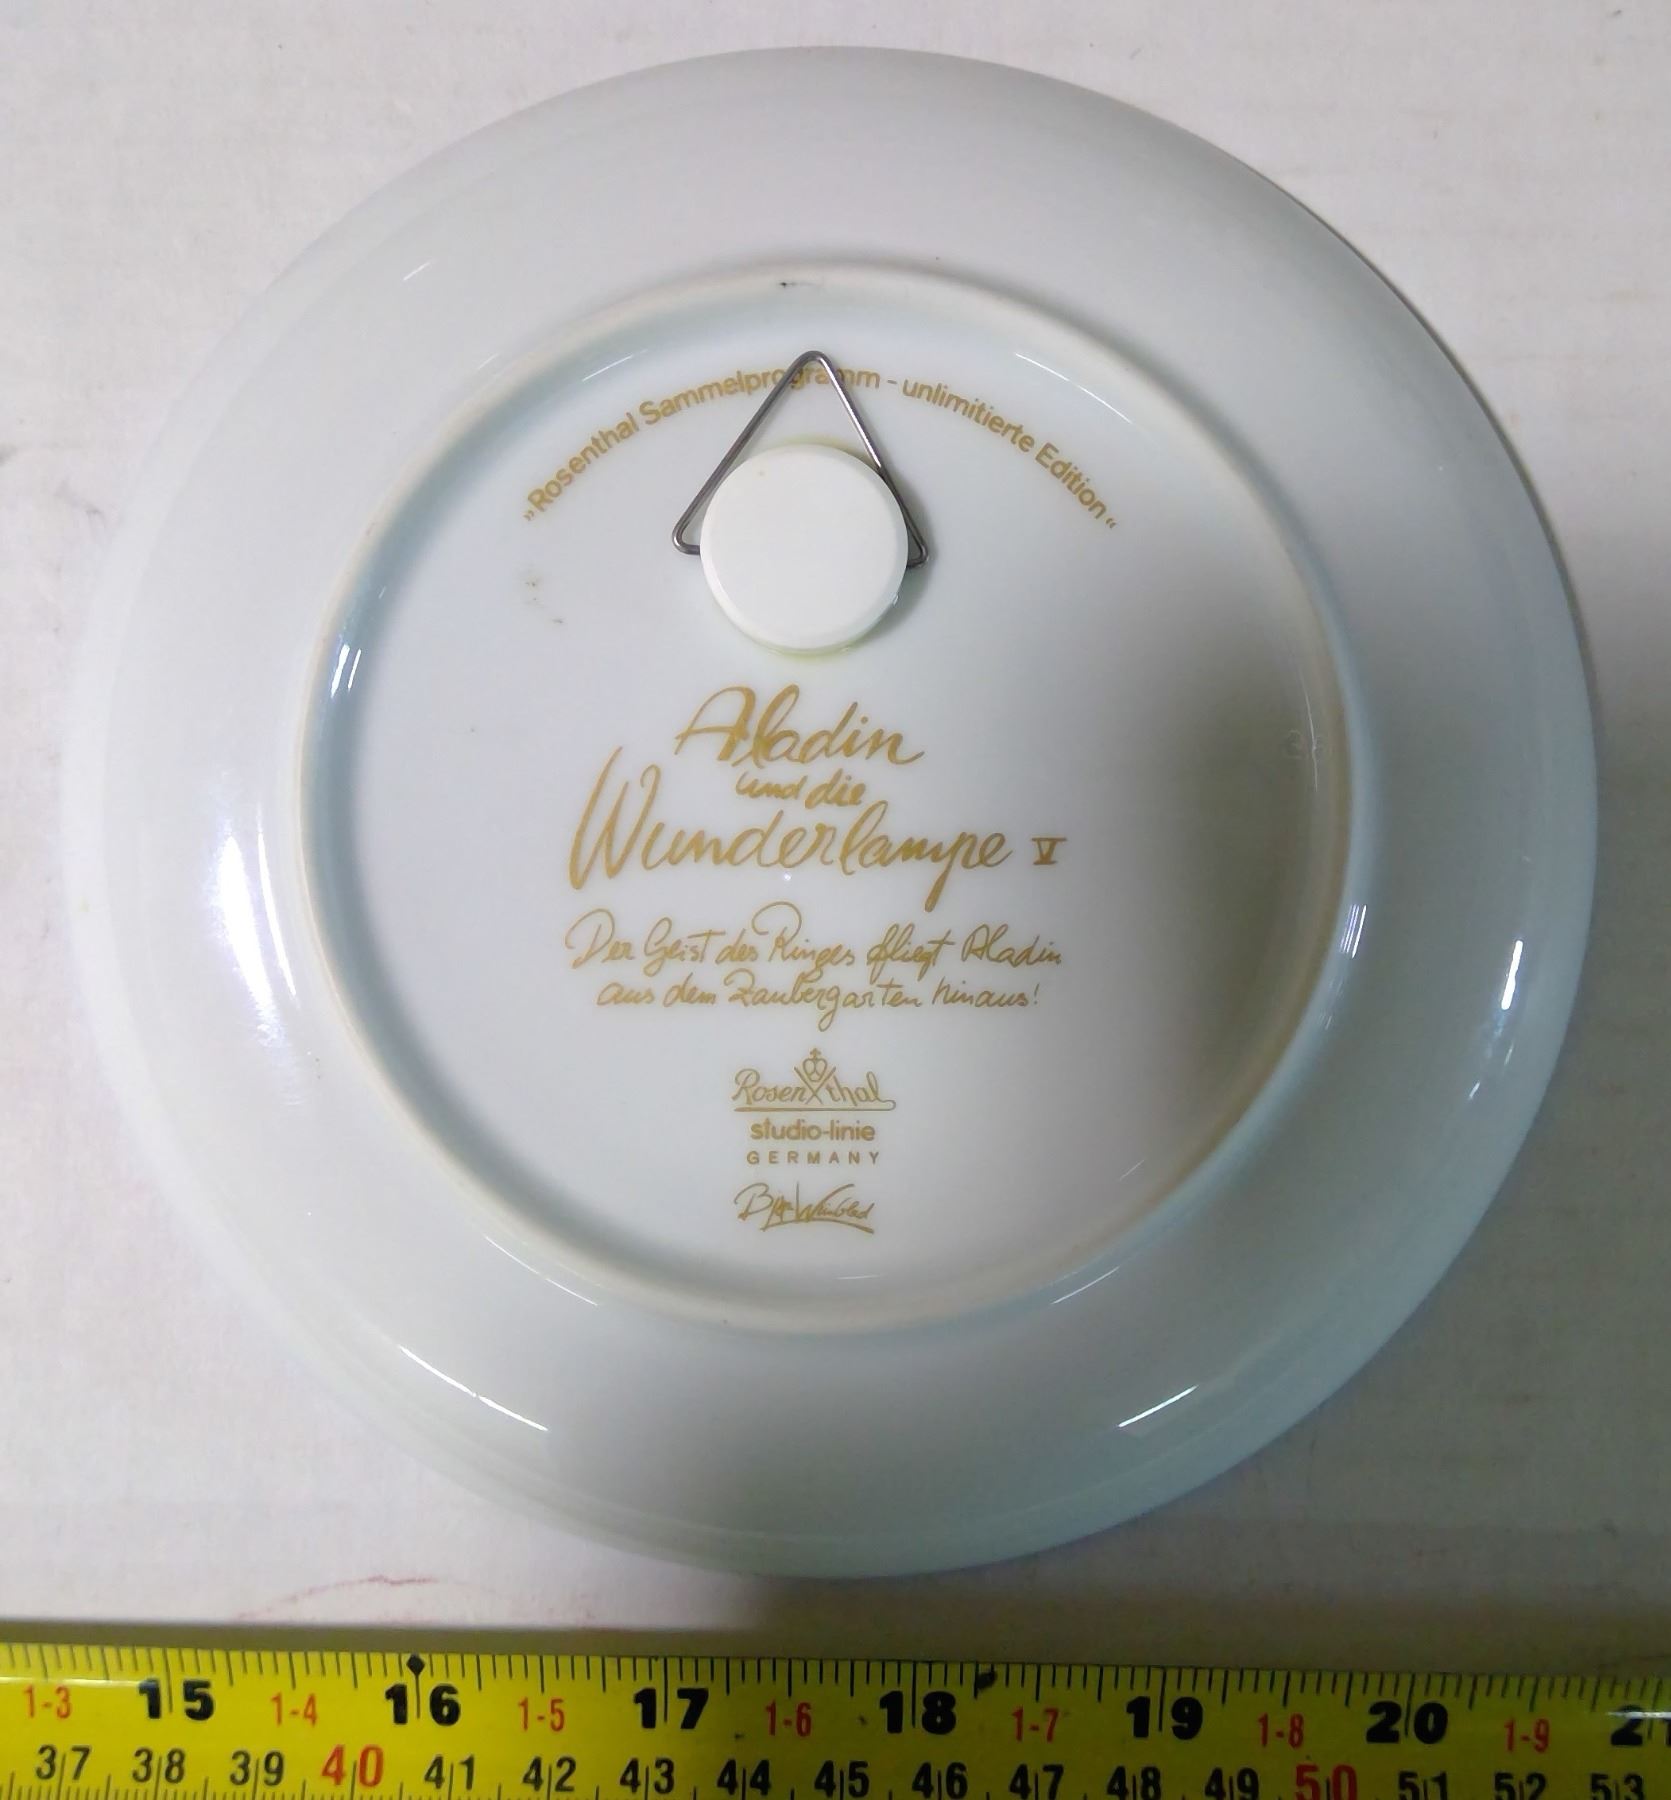 „Rosenthal Sammelprogramm - unlimitierte Edition“
Aladin
und die
Wunderlampe V
Der Geist des Ringes fliegt Aladin
aus dem Zaubergarten hinaus!
Rosenthal
studio-linie
GERMANY
Bjørn Wiinblad
1-3 15 1-4 16 1-5 17 1-6 18 1-7 19 1-8 20 1-9
37 38 39 40 41 42 43 44 45 46 47 48 49 50 51 52 53